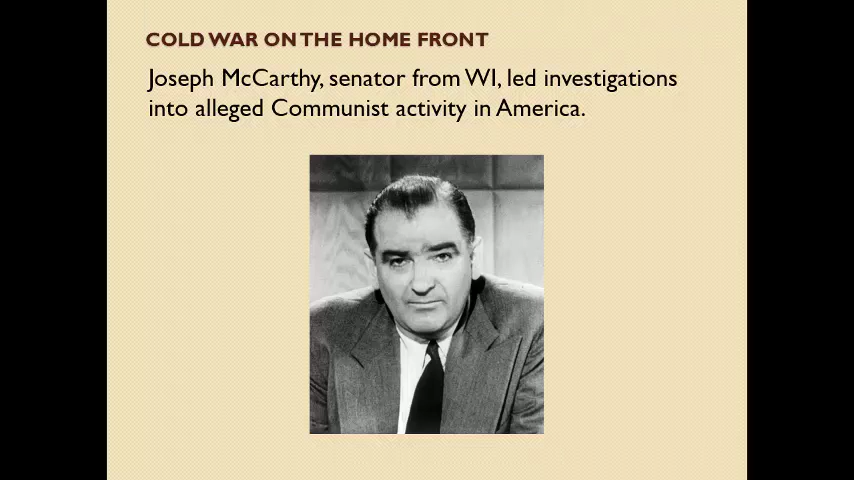 COLD WAR ON THE HOME FRONT
Joseph McCarthy, senator from WI, led investigations
into alleged Communist activity in America.